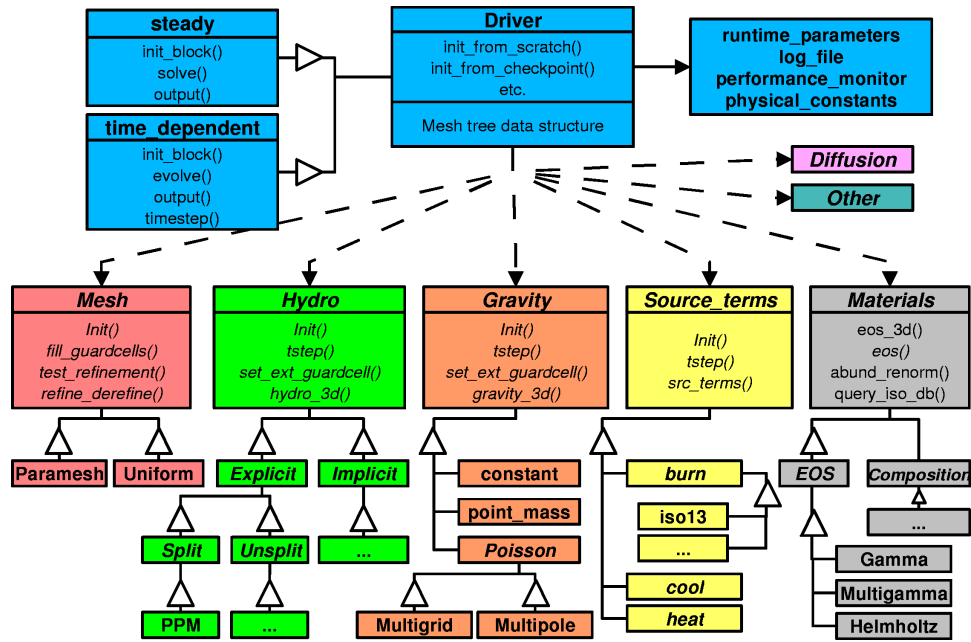 steady
init_block()
solve()
output()
time_dependent
init_block()
evolve()
output()
timestep()
Driver
init_from_scratch()
init_from_checkpoint()
etc.
Mesh tree data structure
runtime_parameters
log_file
performance_monitor
physical_constants
Diffusion
Other
Mesh
Init()
fill_guardcells()
test_refinement()
refine_derefine()
Paramesh
Uniform
Hydro
Init()
tstep()
set_ext_guardcell()
hydro_3d()
Explicit
Implicit
Split
Unsplit
...
PPM
...
Gravity
Init()
tstep()
set_ext_guardcell()
gravity_3d()
constant
point_mass
Poisson
Multigrid
Multipole
Source_terms
Init()
tstep()
src_terms()
burn
iso13
...
cool
heat
Materials
eos_3d()
eos()
abund_renorm()
query_iso_db()
EOS
Composition
...
Gamma
Multigamma
Helmholtz